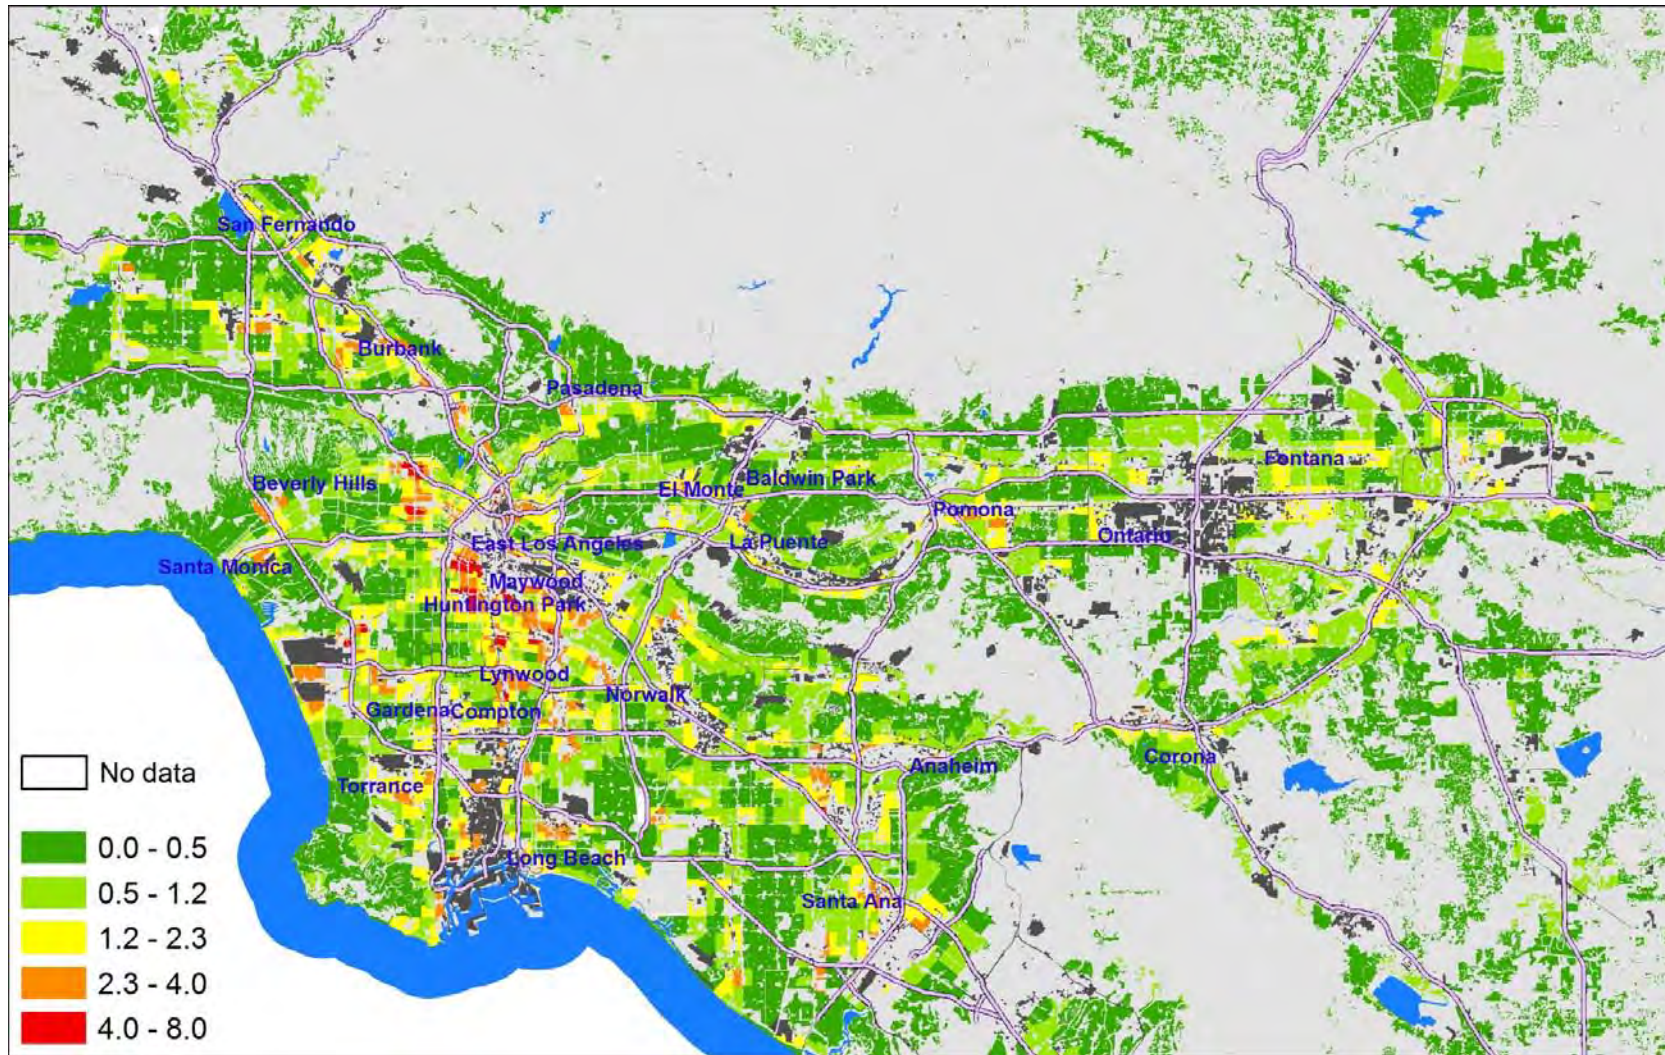 San Fernando
Burbank
Pasadena
Beverly Hills
El Monte
Baldwin Park
Fontana
Pomona
Ontario
La Puente
East Los Angeles
Santa Monica
Maywood
Huntington Park
Lynwood
Norwalk
Gardena
Compton
Corona
Anaheim
Torrance
Long Beach
Santa Ana
No data
0.0 - 0.5
0.5 - 1.2
1.2 - 2.3
2.3 - 4.0
4.0 - 8.0